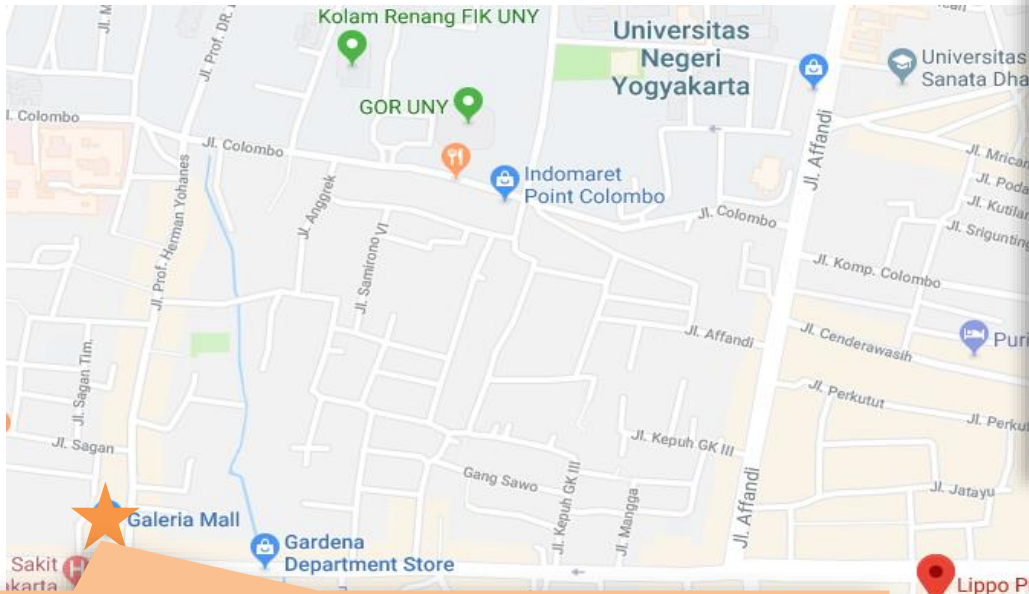 Kolam Renang FIK UNY
Universitas
Negeri
Yogyakarta
Universitas
Sanata Dha
GOR UNY
Jl. Prof. DR.
Jl. M
Colombo
Jl. Colombo
Jl. Affandi
Jl. Mrican
Jl. Poda
Jl. Kutilan
Jl. Srigunting
Indomaret
Point Colombo
Jl. Colombo
Jl. Anggrek
Jl. Samirono VI
Jl. Prof. Herman Yohanes
Jl. Komp. Colombo
Jl. Affandi
Jl. Cenderawasih
Puri
Jl. Sagan Tim.
Jl. Perkutut
Jl. Perkut
Jl. Sagan
Jl. Kepuh GK III
Gang Sawo
Jl. Kepuh GK III
Jl. Mangga
Jl. Affandi
Jl. Jatayu
Galeria Mall
Gardena
Department Store
Sakit
H
akarta
Lippo P